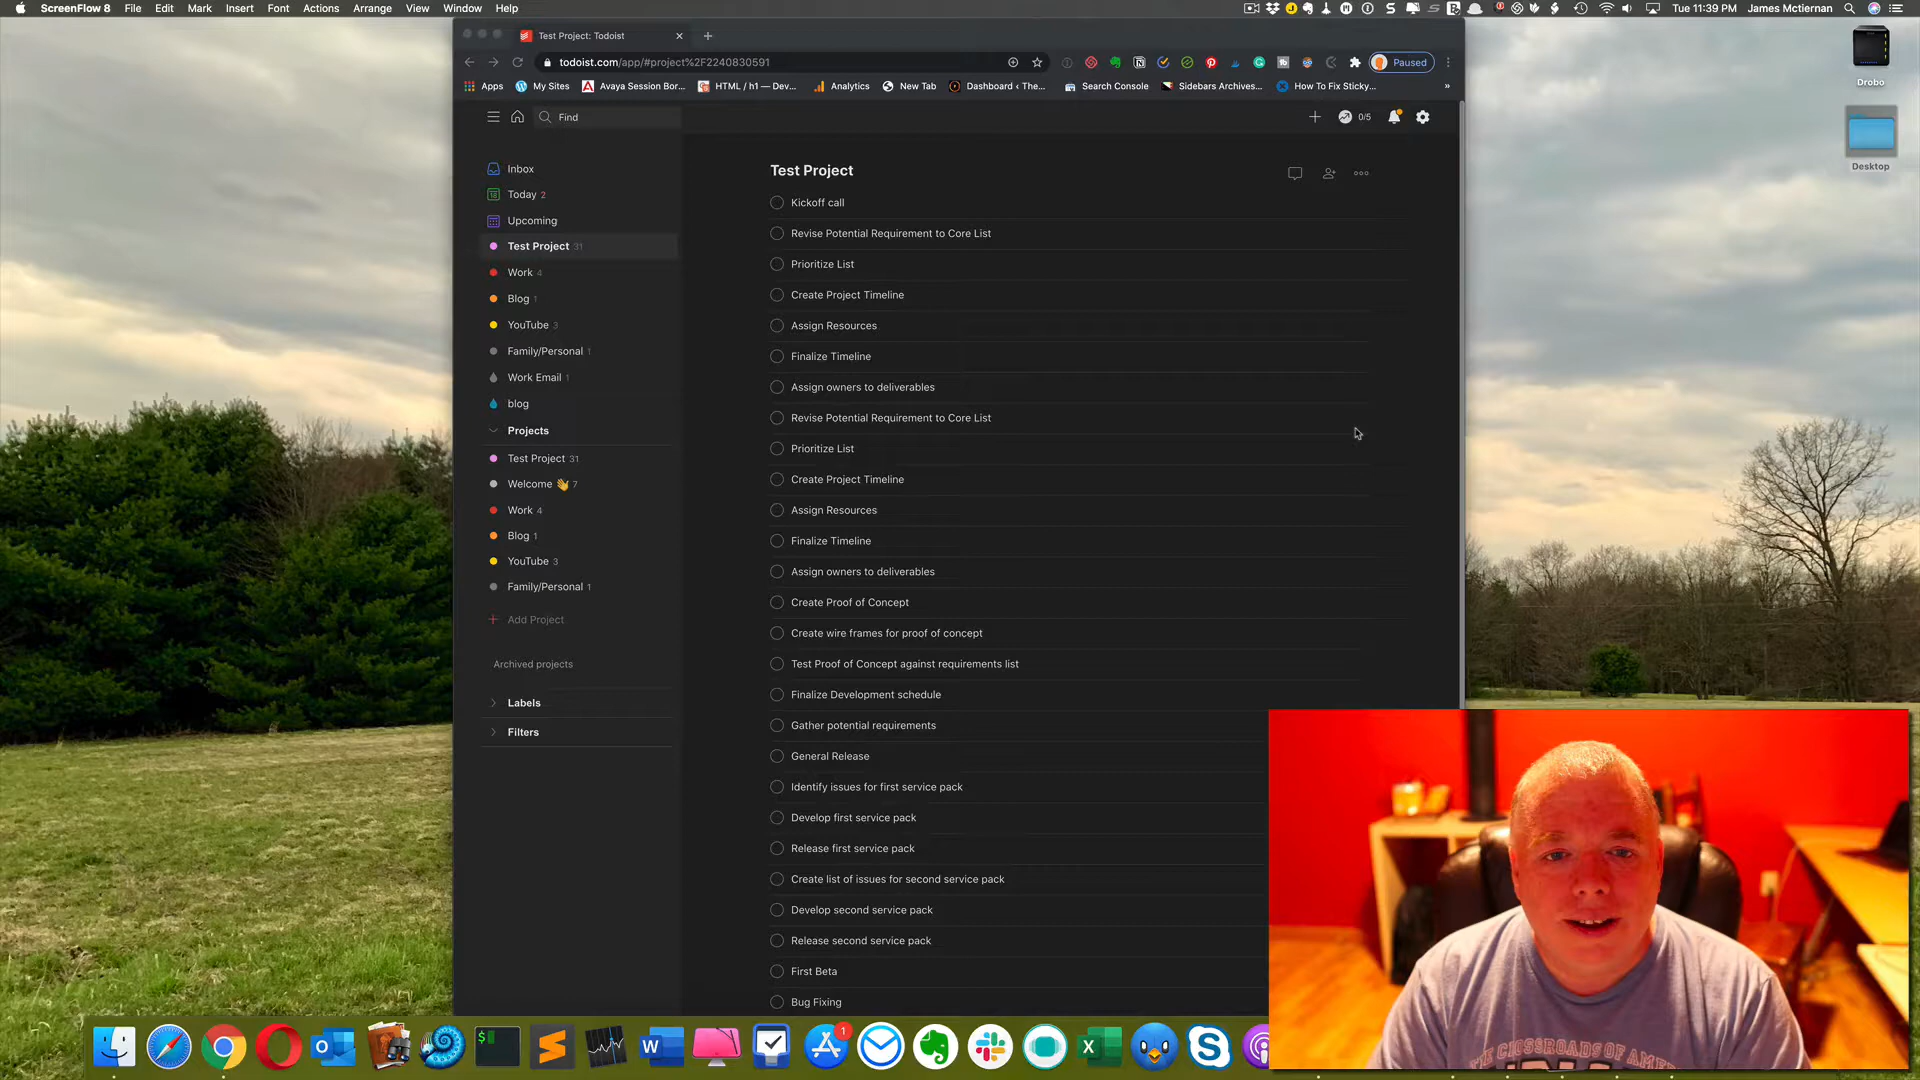 ScreenFlow 8 File Edit Mark Insert Font Actions Arrange View Window Help
Tue 11:39 PM James Mctiernan
Test Project: Todoist
todoist.com/app/#project%2F2240830591
Paused
Apps My Sites Avaya Session Bor... HTML / h1 — Dev... Analytics New Tab Dashboard ‹ The... Search Console Sidebars Archives... How To Fix Sticky... »
Find
0/5
Drobo
Desktop
Inbox
Today 2
Upcoming
Test Project 31
Work 4
Blog 1
YouTube 3
Family/Personal 1
Work Email 1
blog
Projects
Test Project 31
Welcome 👋 7
Work 4
Blog 1
YouTube 3
Family/Personal 1
Add Project
Archived projects
Labels
Filters
Test Project
Kickoff call
Revise Potential Requirement to Core List
Prioritize List
Create Project Timeline
Assign Resources
Finalize Timeline
Assign owners to deliverables
Revise Potential Requirement to Core List
Prioritize List
Create Project Timeline
Assign Resources
Finalize Timeline
Assign owners to deliverables
Create Proof of Concept
Create wire frames for proof of concept
Test Proof of Concept against requirements list
Finalize Development schedule
Gather potential requirements
General Release
Identify issues for first service pack
Develop first service pack
Release first service pack
Create list of issues for second service pack
Develop second service pack
Release second service pack
First Beta
Bug Fixing
THE CROSSROADS OF AMERICA